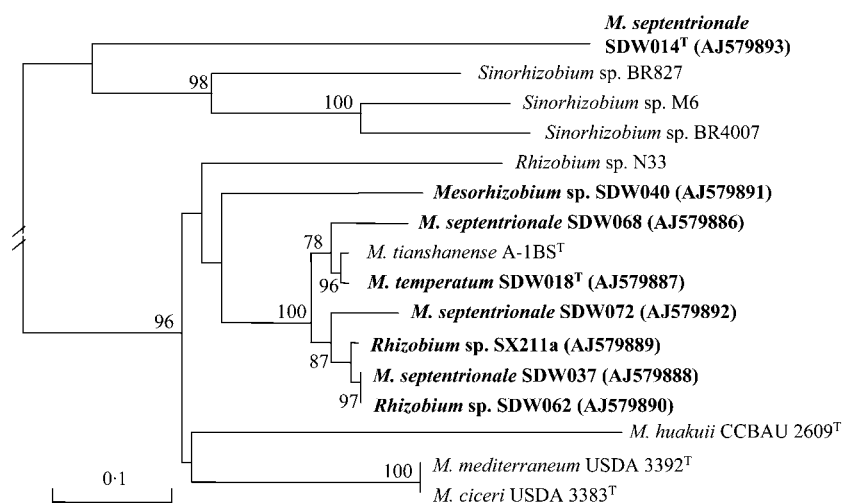 M. septentrionale
SDW014ᵀ (AJ579893)
Sinorhizobium sp. BR827
98
Sinorhizobium sp. M6
100
Sinorhizobium sp. BR4007
Rhizobium sp. N33
Mesorhizobium sp. SDW040 (AJ579891)
M. septentrionale SDW068 (AJ579886)
78
M. tianshanense A-1BSᵀ
M. temperatum SDW018ᵀ (AJ579887)
96
100
M. septentrionale SDW072 (AJ579892)
96
Rhizobium sp. SX211a (AJ579889)
87
M. septentrionale SDW037 (AJ579888)
97
Rhizobium sp. SDW062 (AJ579890)
M. huakuii CCBAU 2609ᵀ
0·1
100
M. mediterraneum USDA 3392ᵀ
M. ciceri USDA 3383ᵀ